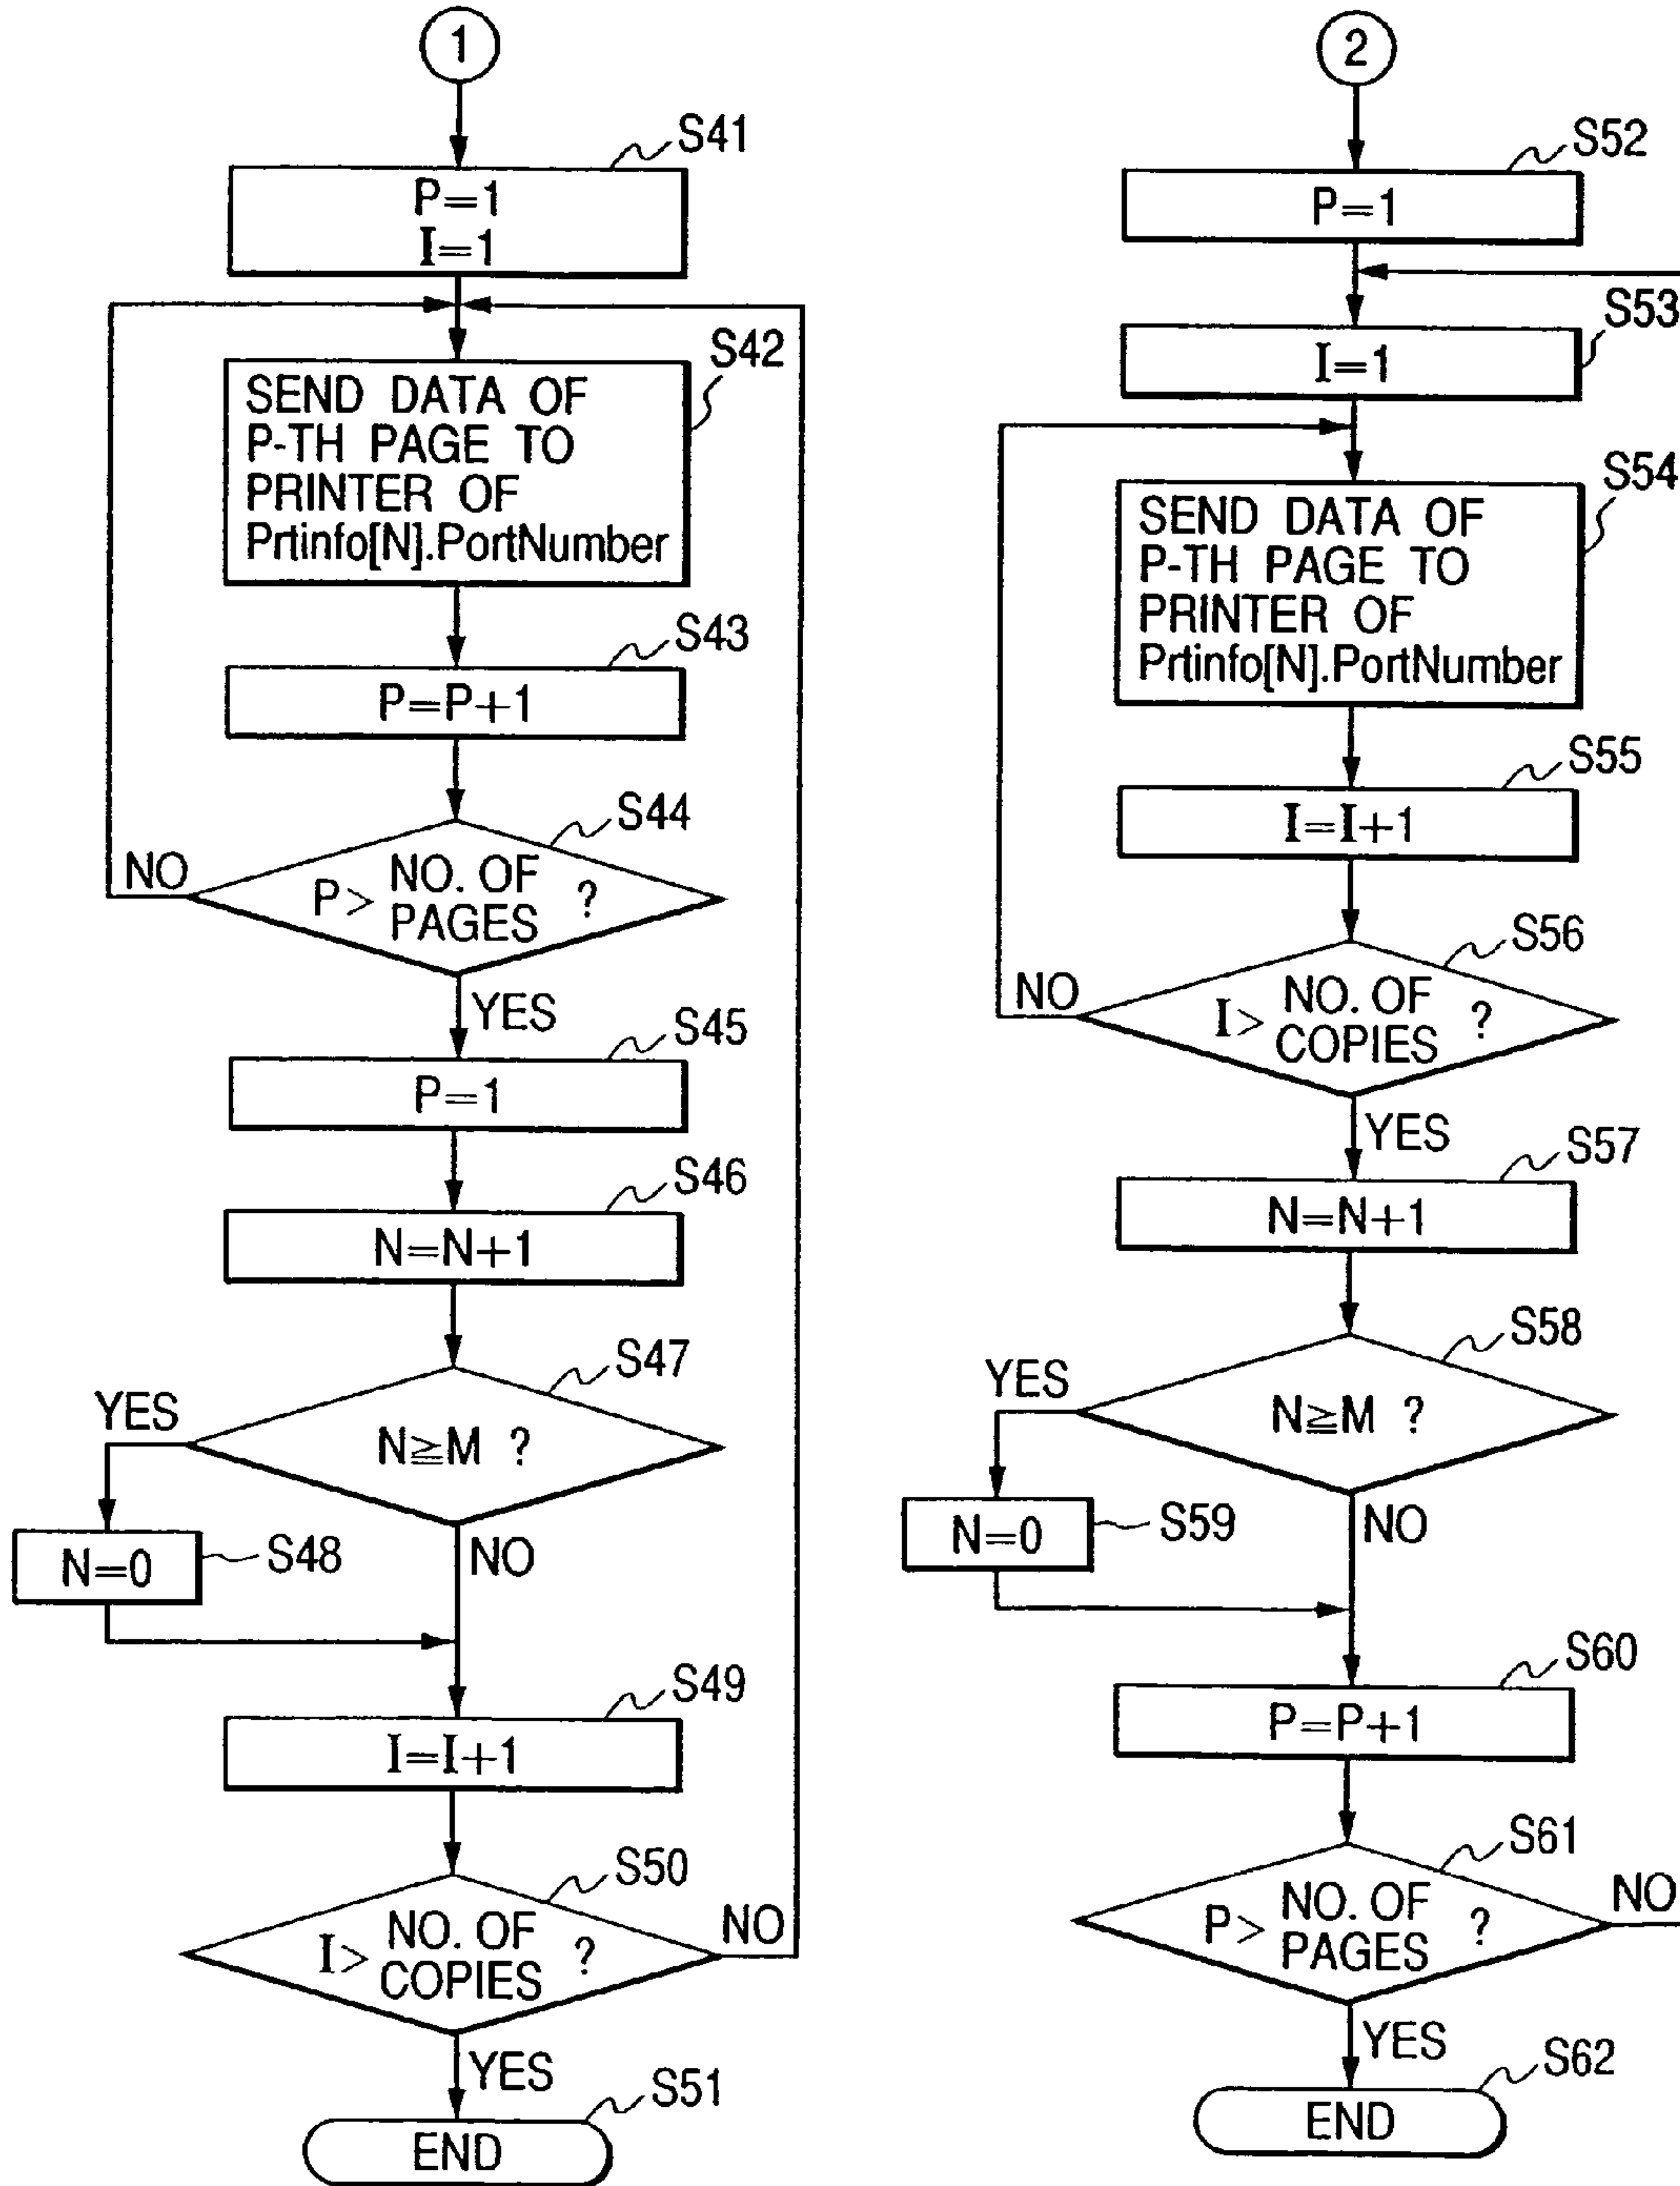 1
S41
P=1
I=1
S42
SEND DATA OF
P-TH PAGE TO
PRINTER OF
Prtinfo[N].PortNumber
S43
P=P+1
S44
NO
P> NO. OF PAGES ?
YES
S45
P=1
S46
N=N+1
S47
YES
N≧M ?
S48
N=0
NO
S49
I=I+1
S50
I> NO. OF COPIES ?
NO
YES
S51
END
2
S52
P=1
S53
I=1
S54
SEND DATA OF
P-TH PAGE TO
PRINTER OF
Prtinfo[N].PortNumber
S55
I=I+1
S56
NO
I> NO. OF COPIES ?
YES
S57
N=N+1
S58
YES
N≧M ?
S59
N=0
NO
S60
P=P+1
S61
P> NO. OF PAGES ?
NO
YES
S62
END